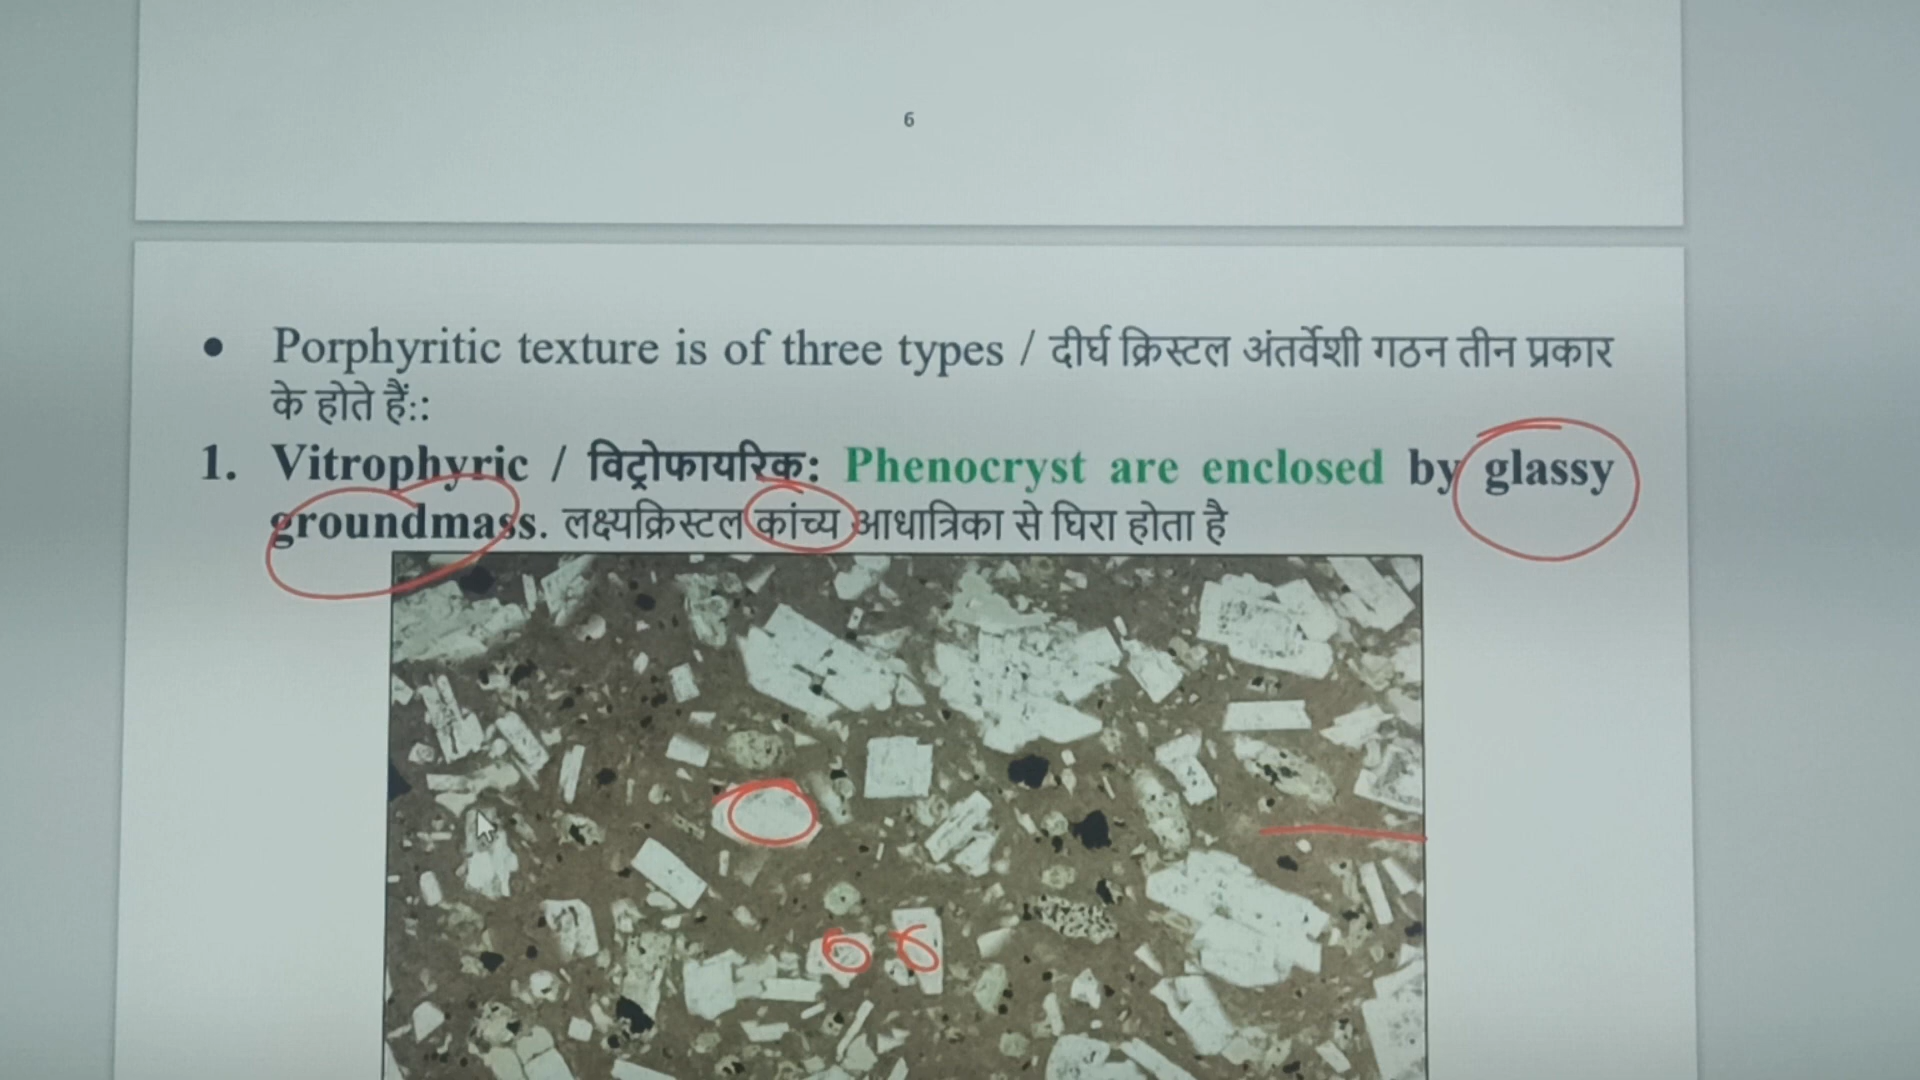 6
• Porphyritic texture is of three types / दीर्घ क्रिस्टल अंतर्वेशी गठन तीन प्रकार
के होते हैं::
1. Vitrophyric / विट्रोफायरिक: Phenocryst are enclosed by glassy
groundmass. लक्ष्यक्रिस्टल कांच्य आधात्रिका से घिरा होता है